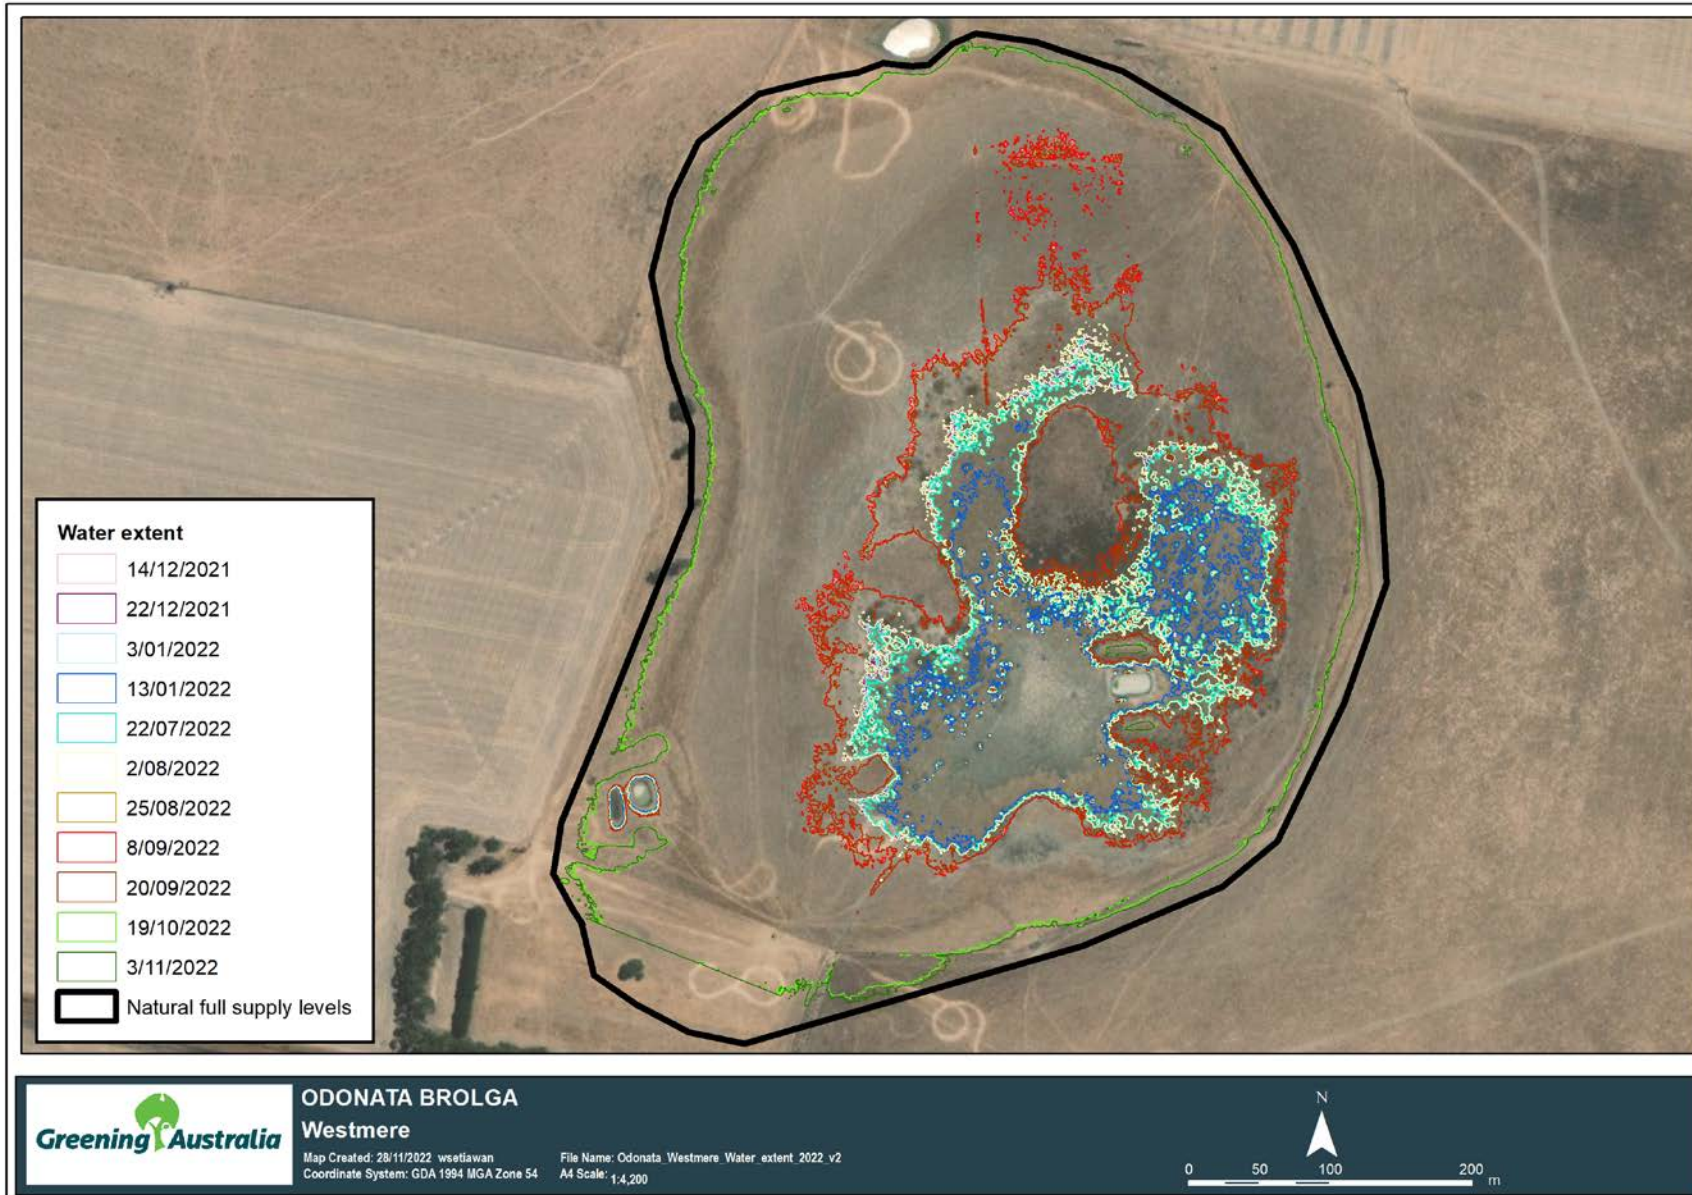 Water extent
14/12/2021
22/12/2021
3/01/2022
13/01/2022
22/07/2022
2/08/2022
25/08/2022
8/09/2022
20/09/2022
19/10/2022
3/11/2022
Natural full supply levels
Greening Australia
ODONATA BROLGA
Westmere
Map Created: 28/11/2022 wsetiawan
Coordinate System: GDA 1994 MGA Zone 54
File Name: Odonata_Westmere_Water_extent_2022_v2
A4 Scale: 1:4,200
N
0 50 100 200
m